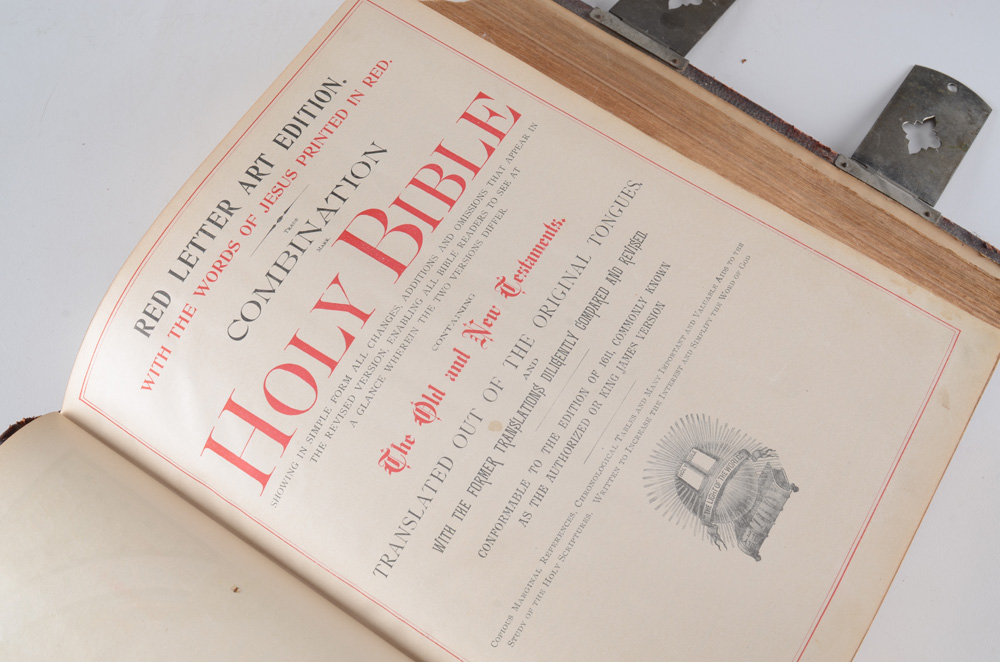 RED LETTER ART EDITION.
WITH THE WORDS OF JESUS PRINTED IN RED.
TRADE
COMBINATION
MARK
HOLY BIBLE
SHOWING IN SIMPLE FORM ALL CHANGES, ADDITIONS AND OMISSIONS THAT APPEAR IN
THE REVISED VERSION, ENABLING ALL BIBLE READERS TO SEE AT
A GLANCE WHEREIN THE TWO VERSIONS DIFFER.
CONTAINING
The Old and New Testaments.
TRANSLATED OUT OF THE ORIGINAL TONGUES.
AND
WITH THE FORMER TRANSLATIONS DILIGENTLY COMPARED AND REVISED.
CONFORMABLE TO THE EDITION OF 1611, COMMONLY KNOWN
AS THE AUTHORIZED OR KING JAMES VERSION
COPIOUS MARGINAL REFERENCES, CHRONOLOGICAL TABLES AND MANY IMPORTANT AND VALUABLE AIDS TO THE
STUDY OF THE HOLY SCRIPTURES, WRITTEN TO INCREASE THE INTEREST AND SIMPLIFY THE WORD OF GOD
THE LIGHT OF THE WORLD